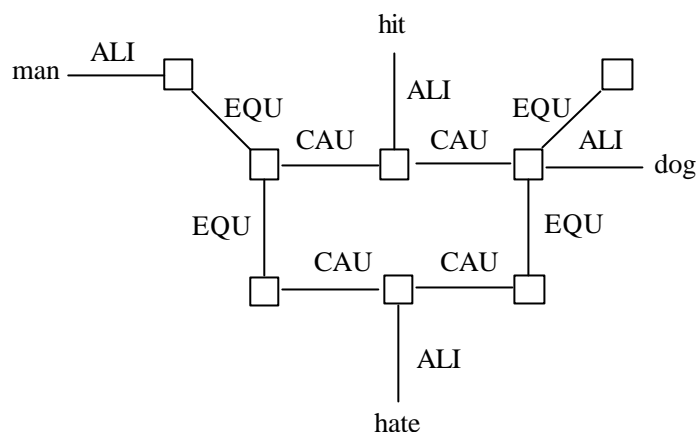 hit
man ALI
ALI
EQU EQU
CAU CAU ALI
dog
EQU EQU
CAU CAU
ALI
hate